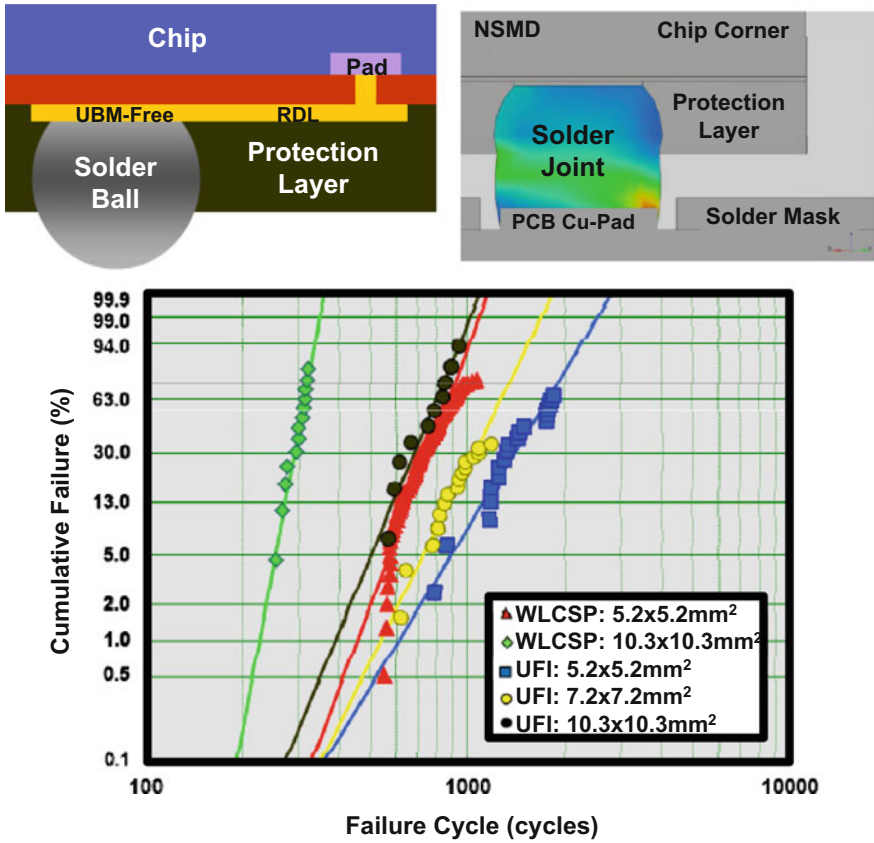 Chip
Pad
UBM-Free RDL
Solder
Ball
Protection
Layer
NSMD Chip Corner
Protection
Layer
Solder
Joint
PCB Cu-Pad
Solder Mask
Cumulative Failure (%)
99.9
99.0
94.0
63.0
30.0
13.0
5.0
2.0
1.0
0.5
0.1
WLCSP: 5.2x5.2mm²
WLCSP: 10.3x10.3mm²
UFI: 5.2x5.2mm²
UFI: 7.2x7.2mm²
UFI: 10.3x10.3mm²
100 1000 10000
Failure Cycle (cycles)